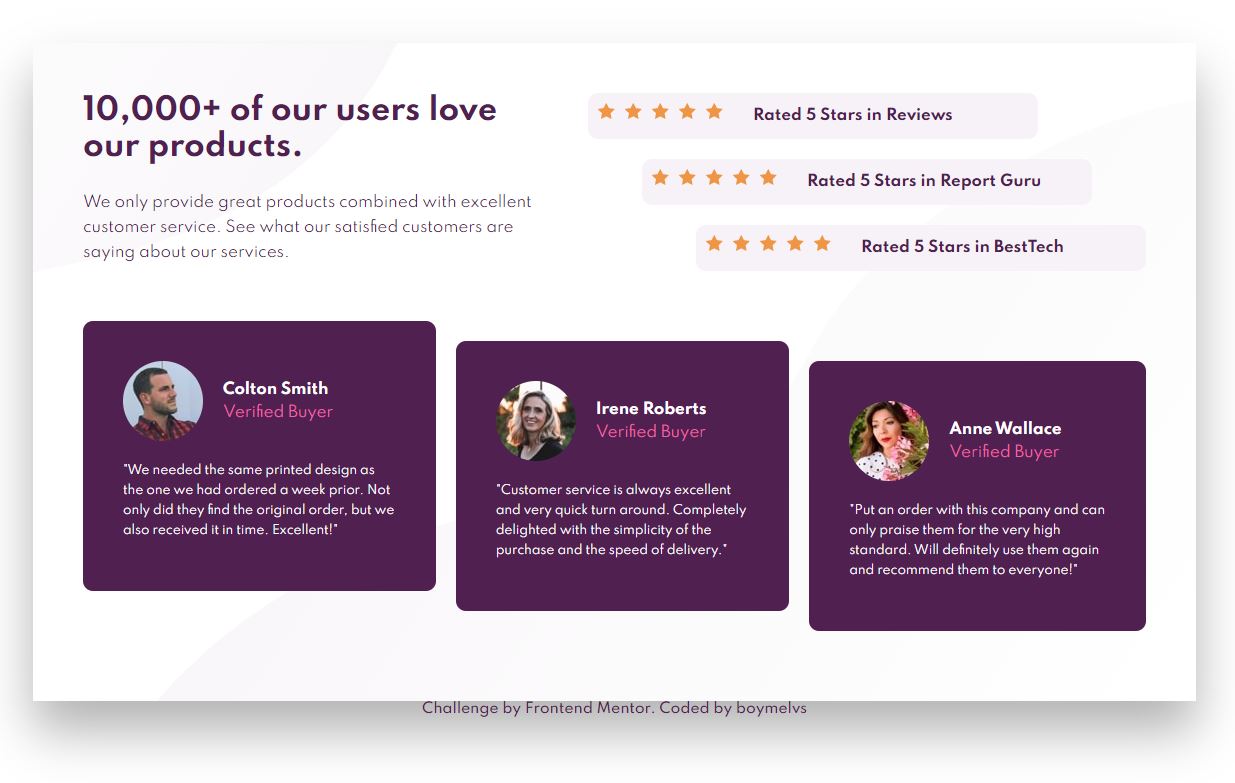 10,000+ of our users love
our products.
We only provide great products combined with excellent
customer service. See what our satisfied customers are
saying about our services.
Rated 5 Stars in Reviews
Rated 5 Stars in Report Guru
Rated 5 Stars in BestTech
Colton Smith
Verified Buyer
"We needed the same printed design as
the one we had ordered a week prior. Not
only did they find the original order, but we
also received it in time. Excellent!"
Irene Roberts
Verified Buyer
"Customer service is always excellent
and very quick turn around. Completely
delighted with the simplicity of the
purchase and the speed of delivery."
Anne Wallace
Verified Buyer
"Put an order with this company and can
only praise them for the very high
standard. Will definitely use them again
and recommend them to everyone!"
Challenge by Frontend Mentor. Coded by boymelvs